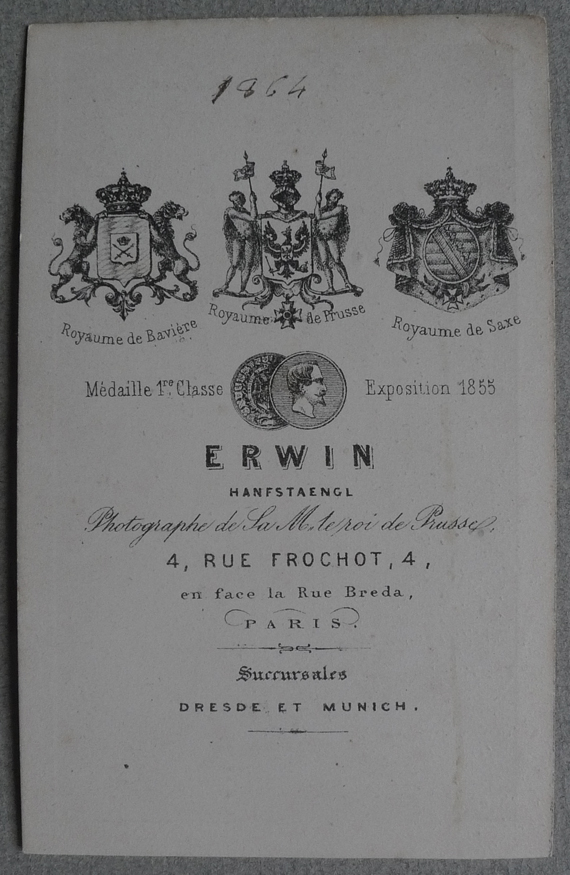 1864
Royaume de Bavière
Royaume de Prusse
Royaume de Saxe
Médaille 1re Classe
Exposition 1855
ERWIN
HANFSTAENGL
Photographe de Sa M.te roi de Prusse,
4, RUE FROCHOT, 4,
en face la Rue Breda,
PARIS.
Succursales
DRESDE ET MUNICH.